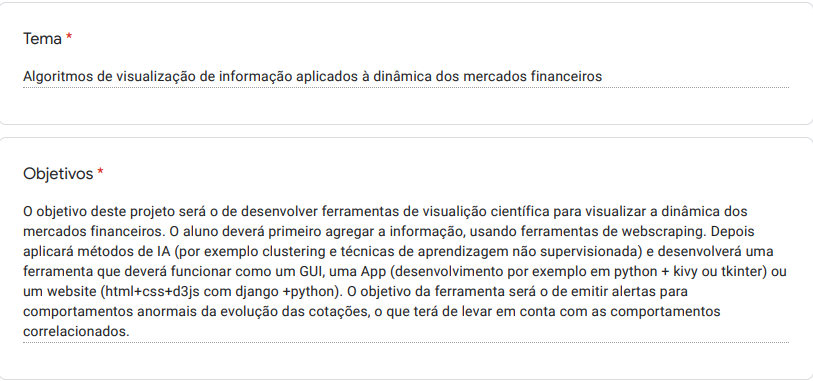 Tema *
Algoritmos de visualização de informação aplicados à dinâmica dos mercados financeiros
Objetivos *
O objetivo deste projeto será o de desenvolver ferramentas de visualição científica para visualizar a dinâmica dos
mercados financeiros. O aluno deverá primeiro agregar a informação, usando ferramentas de webscraping. Depois
aplicará métodos de IA (por exemplo clustering e técnicas de aprendizagem não supervisionada) e desenvolverá uma
ferramenta que deverá funcionar como um GUI, uma App (desenvolvimento por exemplo em python + kivy ou tkinter) ou
um website (html+css+d3js com django +python). O objetivo da ferramenta será o de emitir alertas para
comportamentos anormais da evolução das cotações, o que terá de levar em conta com as comportamentos
correlacionados.